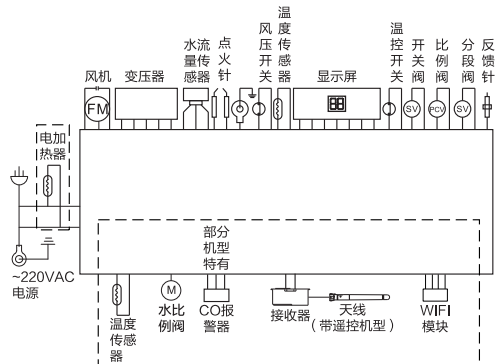 风机
变压器
水流
量传
感器
点
火
针
风
压
开
关
温
度
传
感
器
显示屏
温
控
开
关
开
关
阀
比
例
阀
分
段
阀
反
馈
针
FM
88
SV
PCV
SV
电加
热器
~220VAC
电源
部分
机型
特有
温度
传感
器
M
水比
例阀
CO报
警器
接收器
天线
(带遥控机型)
WIFI
模块